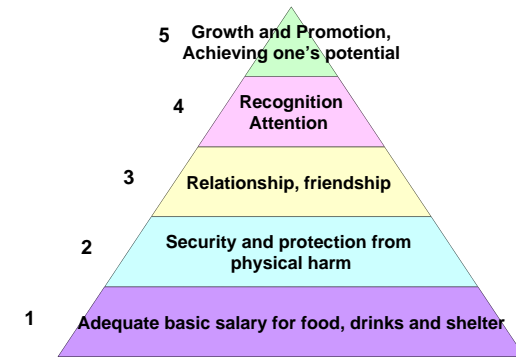 5
Growth and Promotion,
Achieving one's potential
4
Recognition
Attention
3
Relationship, friendship
2
Security and protection from
physical harm
1
Adequate basic salary for food, drinks and shelter